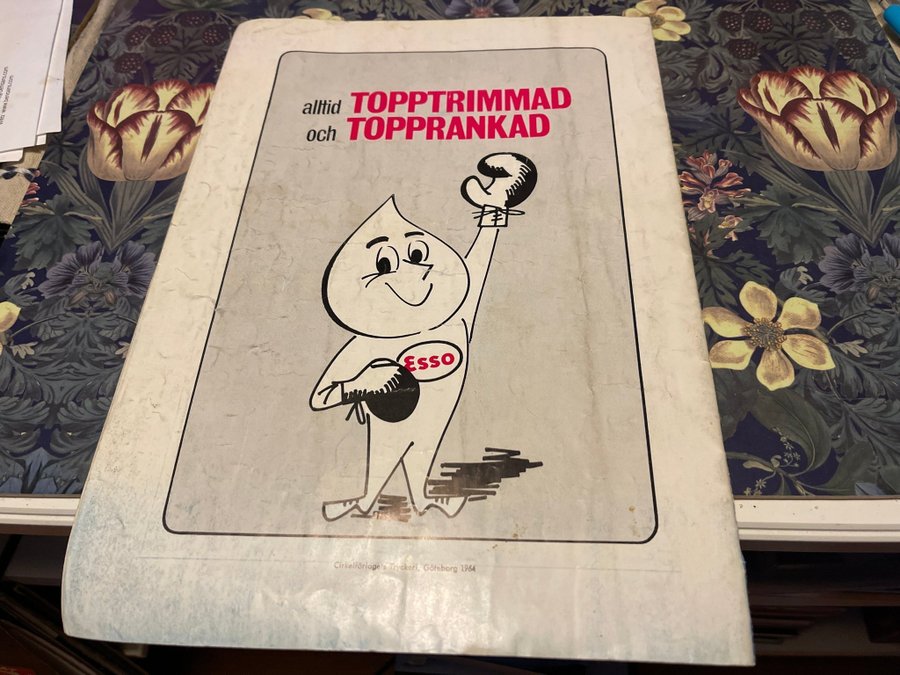 alltid TOPPTRIMMAD
och TOPPRANKAD
Esso
Cirkelförlagets Tryckeri, Göteborg 1964